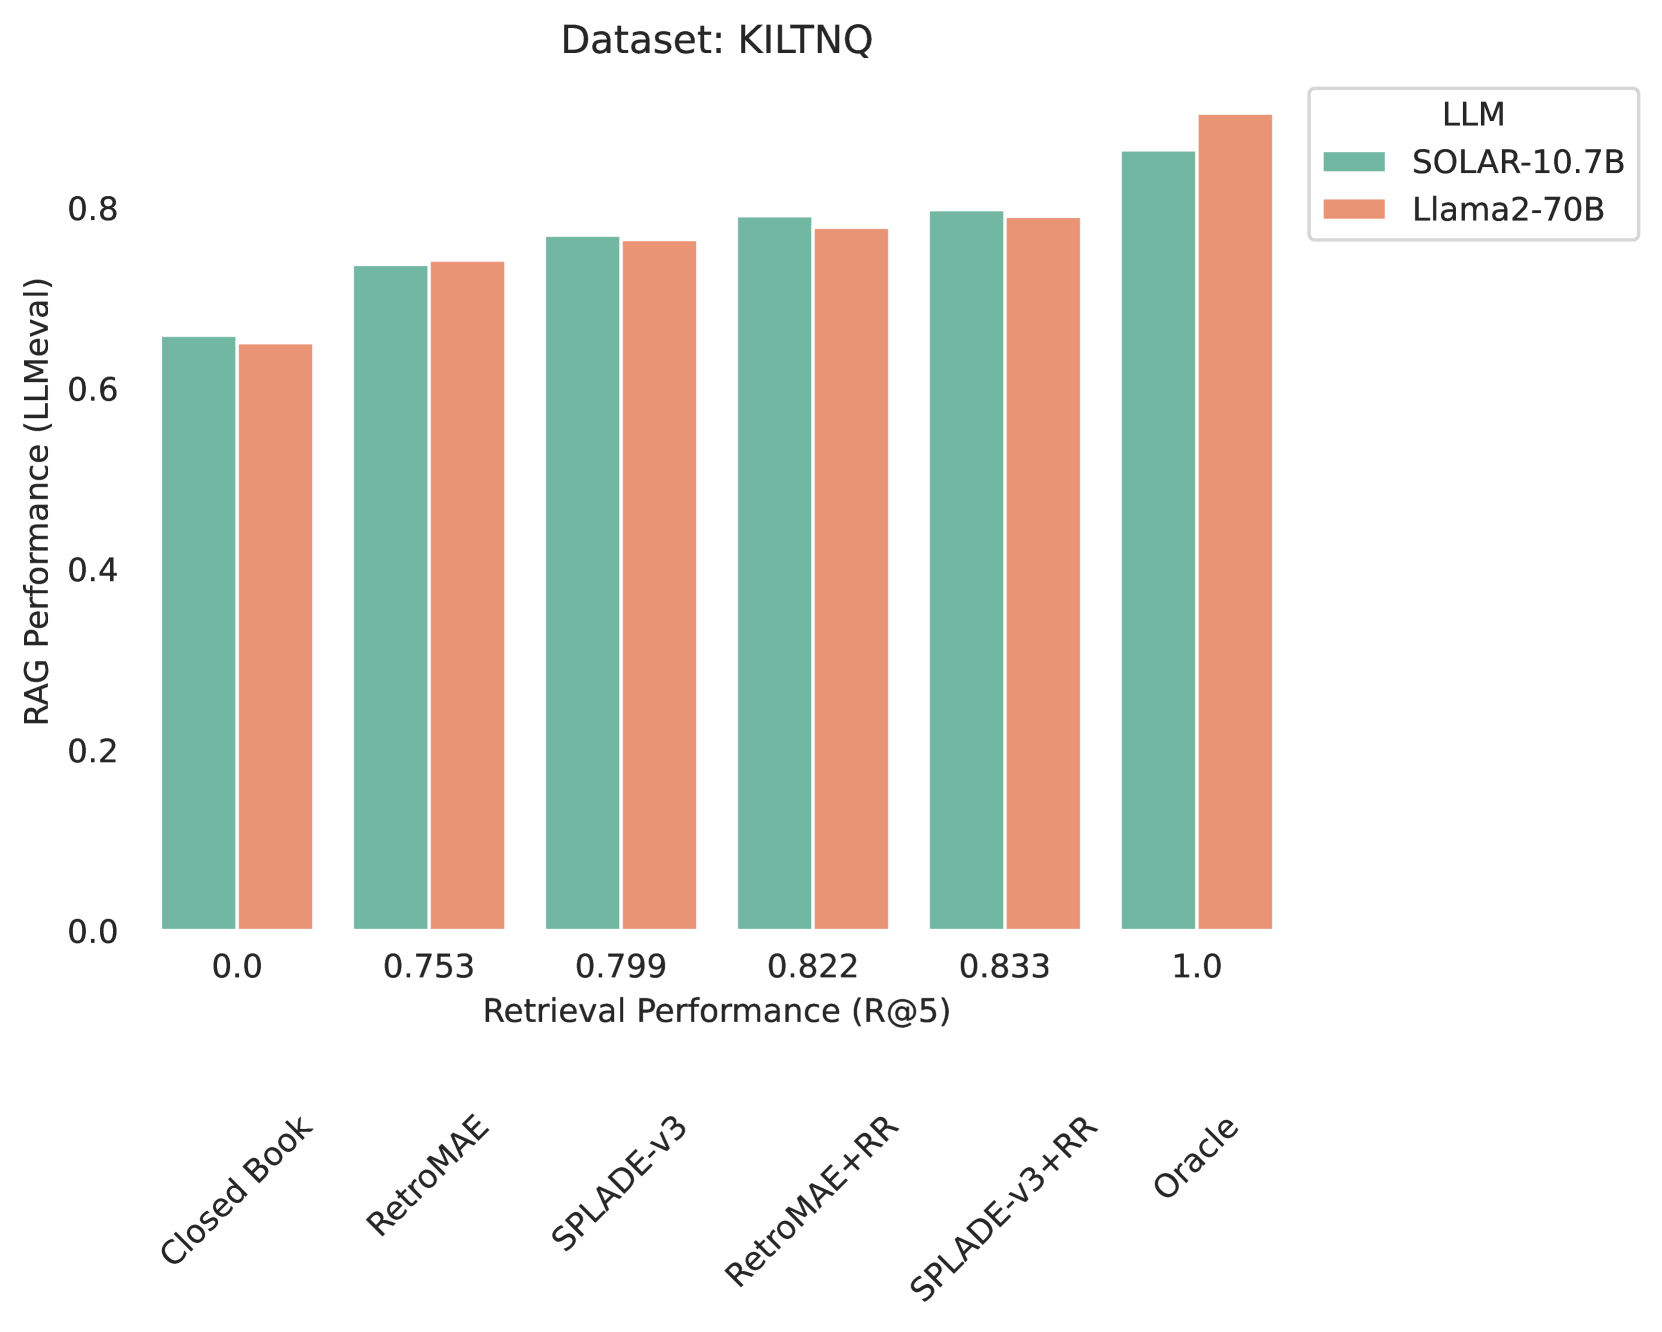 Dataset: KILTNQ
LLM
SOLAR-10.7B
Llama2-70B
RAG Performance (LLMeval)
0.8
0.6
0.4
0.2
0.0
0.0 0.753 0.799 0.822 0.833 1.0
Retrieval Performance (R@5)
Closed Book
RetroMAE
SPLADE-v3
RetroMAE+RR
SPLADE-v3+RR
Oracle